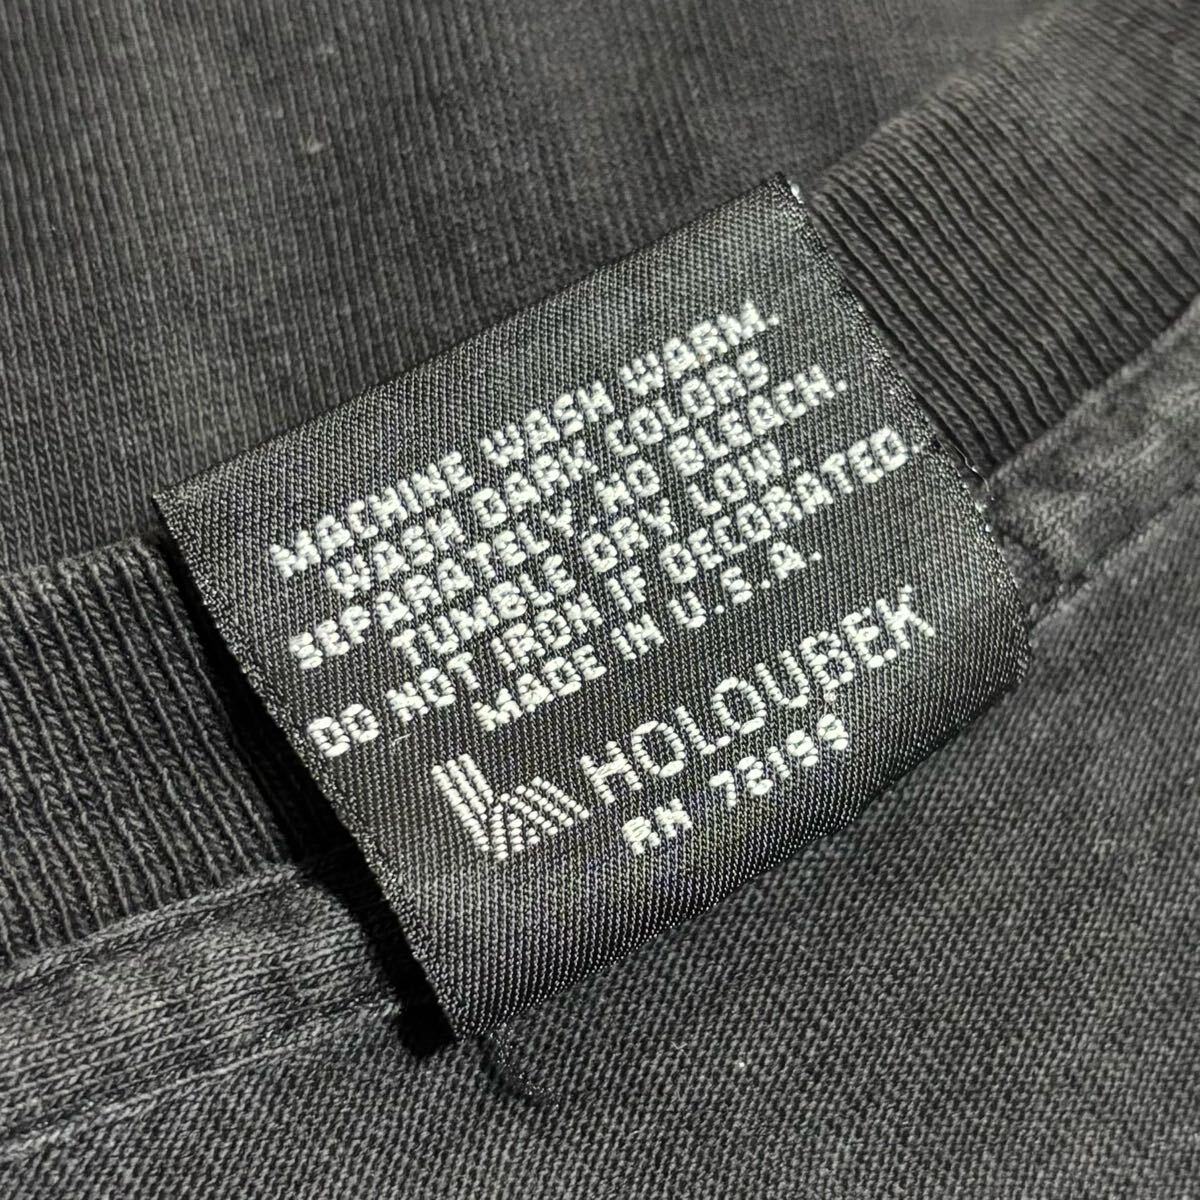 MACHINE WASH WARM.
WASH DARK COLORS
SEPARATELY. NO BLEACH.
TUMBLE DRY LOW.
DO NOT IRON IF DECORATED.
MADE IN U.S.A.
HOLOUBEK
RN 78199